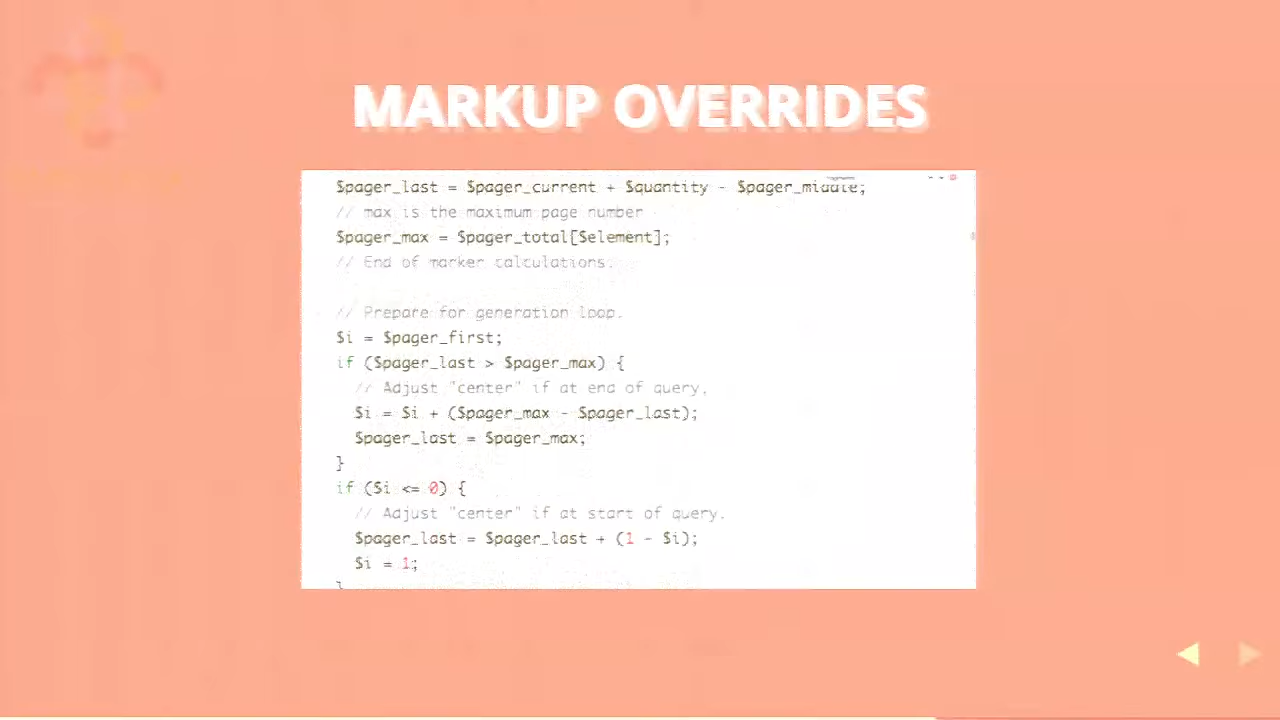 MARKUP OVERRIDES
$pager_last = $pager_current + $quantity - $pager_middle;
// max is the maximum page number
$pager_max = $pager_total[$element];
// End of marker calculations.
// Prepare for generation loop.
$i = $pager_first;
if ($pager_last > $pager_max) {
// Adjust "center" if at end of query.
$i = $i + ($pager_max - $pager_last);
$pager_last = $pager_max;
}
if ($i <= 0) {
// Adjust "center" if at start of query.
$pager_last = $pager_last + (1 - $i);
$i = 1;
}